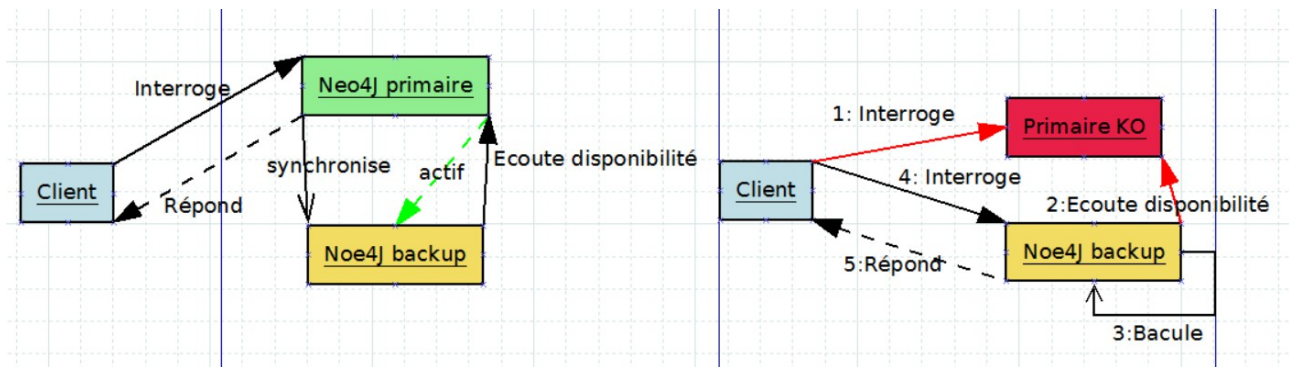 Interroge
Neo4J primaire
synchronise
actif
Ecoute disponibilité
Client
Répond
Noe4J backup
1: Interroge
Primaire KO
Client
4: Interroge
2:Ecoute disponibilité
5:Répond
Noe4J backup
3:Bacule